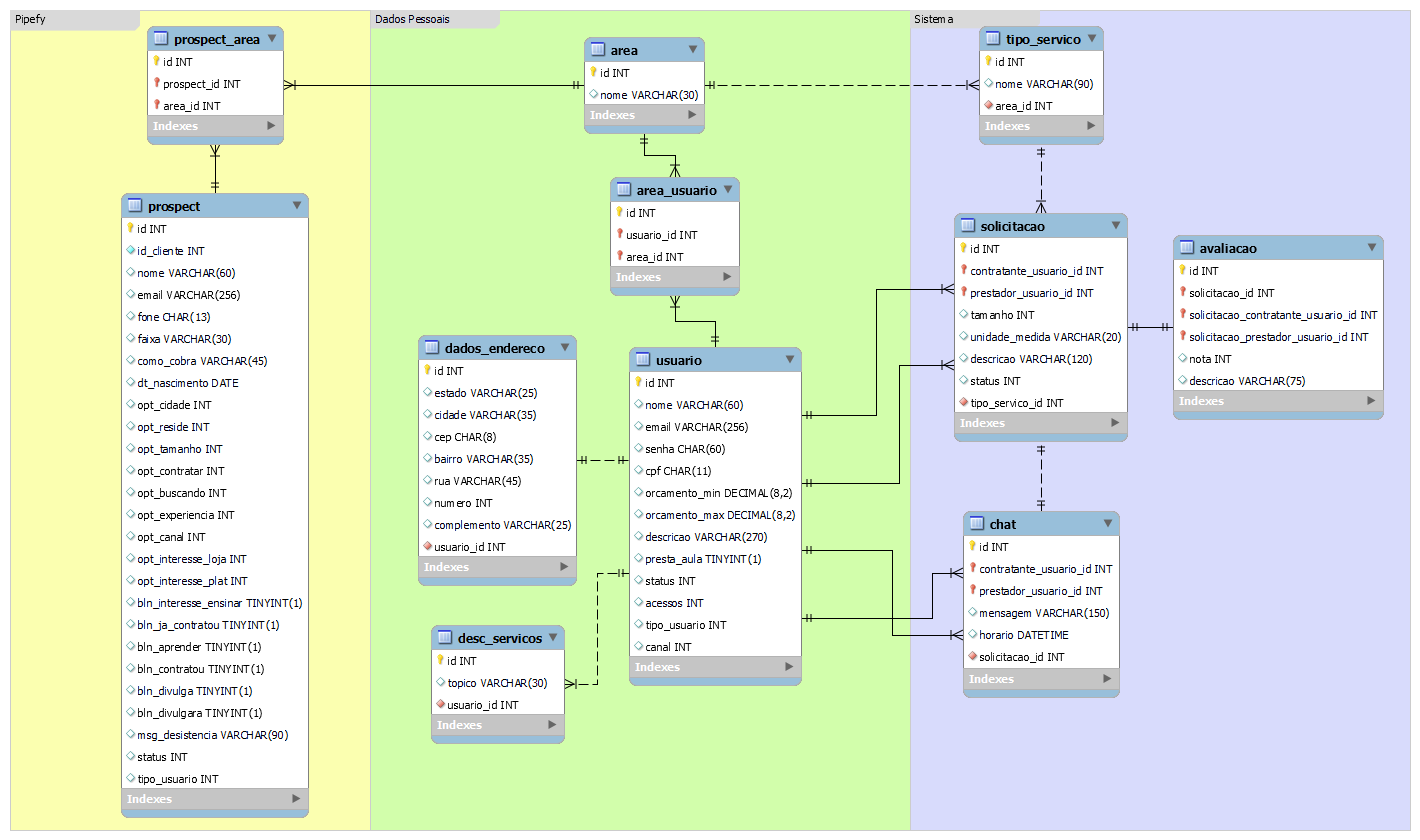 Pipefy
Dados Pessoais
Sistema
prospect_area
id INT
prospect_id INT
area_id INT
Indexes
prospect
id INT
id_cliente INT
nome VARCHAR(60)
email VARCHAR(256)
fone CHAR(13)
faixa VARCHAR(30)
como_cobra VARCHAR(45)
dt_nascimento DATE
opt_cidade INT
opt_reside INT
opt_tamanho INT
opt_contratar INT
opt_buscando INT
opt_experiencia INT
opt_canal INT
opt_interesse_loja INT
opt_interesse_plat INT
bln_interesse_ensinar TINYINT(1)
bln_ja_contratou TINYINT(1)
bln_aprender TINYINT(1)
bln_contratou TINYINT(1)
bln_divulga TINYINT(1)
bln_divulgara TINYINT(1)
msg_desistencia VARCHAR(90)
status INT
tipo_usuario INT
Indexes
area
id INT
nome VARCHAR(30)
Indexes
area_usuario
id INT
usuario_id INT
area_id INT
Indexes
dados_endereco
id INT
estado VARCHAR(25)
cidade VARCHAR(35)
cep CHAR(8)
bairro VARCHAR(35)
rua VARCHAR(45)
numero INT
complemento VARCHAR(25)
usuario_id INT
Indexes
desc_servicos
id INT
topico VARCHAR(30)
usuario_id INT
Indexes
usuario
id INT
nome VARCHAR(60)
email VARCHAR(256)
senha CHAR(60)
cpf CHAR(11)
orcamento_min DECIMAL(8,2)
orcamento_max DECIMAL(8,2)
descricao VARCHAR(270)
presta_aula TINYINT(1)
status INT
acessos INT
tipo_usuario INT
canal INT
Indexes
tipo_servico
id INT
nome VARCHAR(90)
area_id INT
Indexes
solicitacao
id INT
contratante_usuario_id INT
prestador_usuario_id INT
tamanho INT
unidade_medida VARCHAR(20)
descricao VARCHAR(120)
status INT
tipo_servico_id INT
Indexes
avaliacao
id INT
solicitacao_id INT
solicitacao_contratante_usuario_id INT
solicitacao_prestador_usuario_id INT
nota INT
descricao VARCHAR(75)
Indexes
chat
id INT
contratante_usuario_id INT
prestador_usuario_id INT
mensagem VARCHAR(150)
horario DATETIME
solicitacao_id INT
Indexes